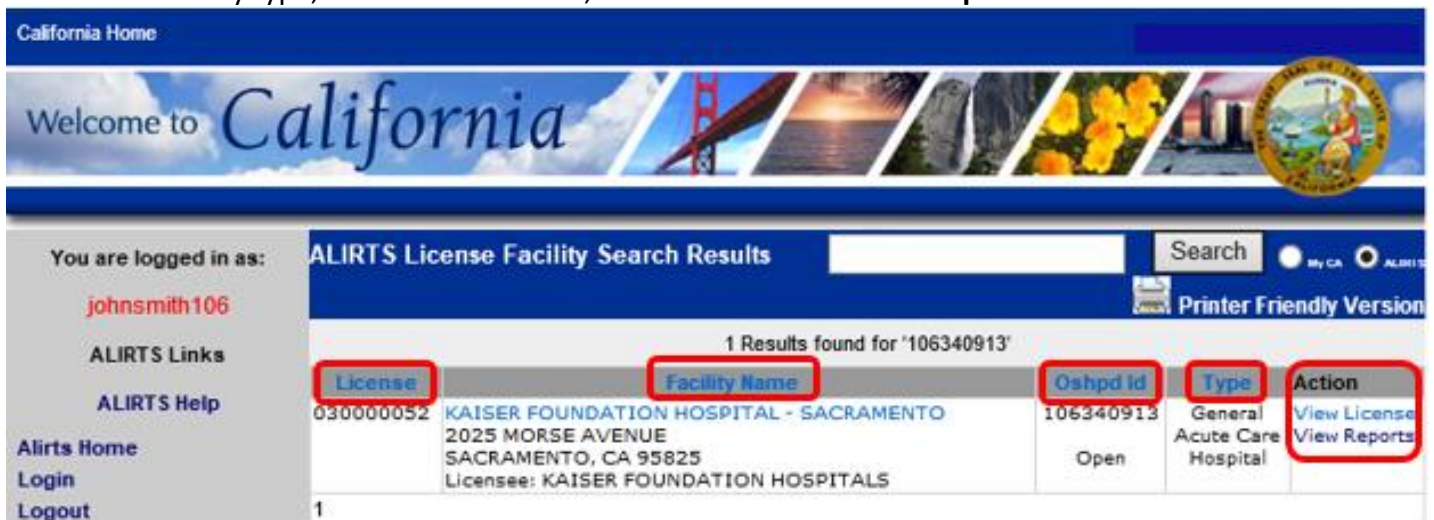 California Home
Welcome to California
You are logged in as:
johnsmith106
ALIRTS Links
ALIRTS Help
Alirts Home
Login
Logout
ALIRTS License Facility Search Results
Search
My CA
ALIRTS
Printer Friendly Version
1 Results found for '106340913'
License Facility Name Oshpd Id Type Action
030000052 KAISER FOUNDATION HOSPITAL - SACRAMENTO 106340913 General View License
2025 MORSE AVENUE Acute Care View Reports
SACRAMENTO, CA 95825 Open Hospital
Licensee: KAISER FOUNDATION HOSPITALS
1